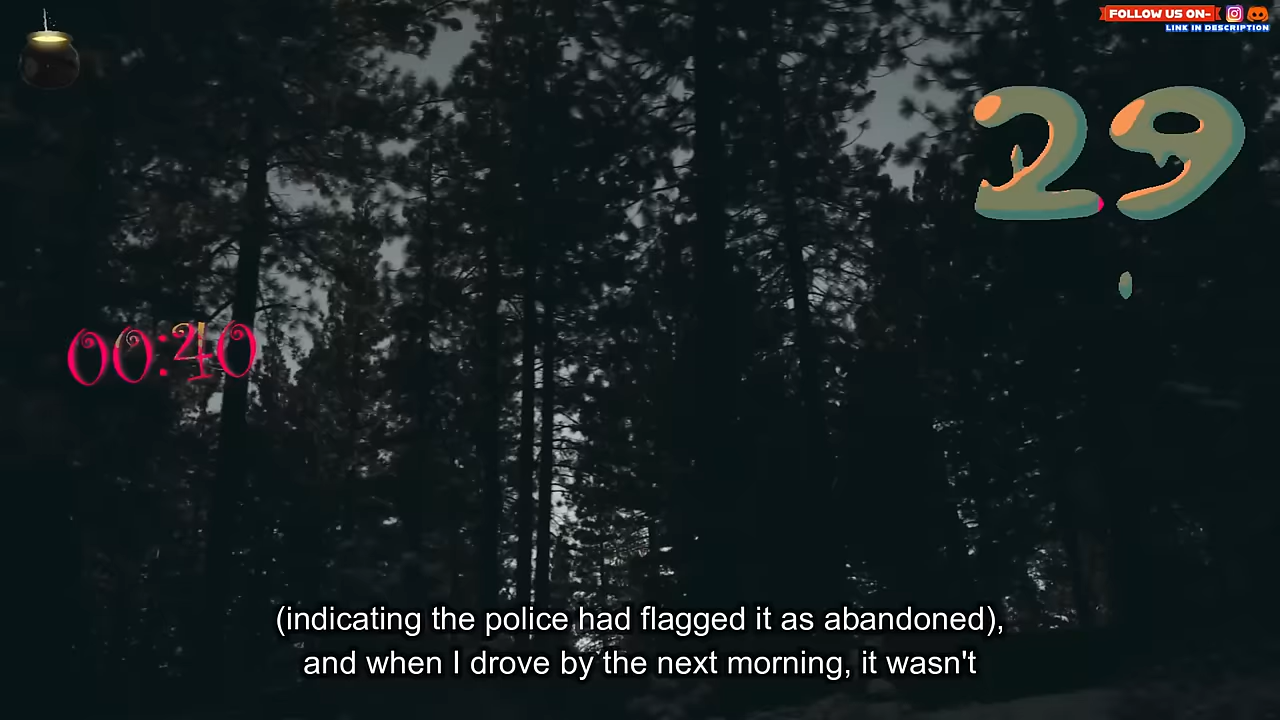 FOLLOW US ON-
LINK IN DESCRIPTION
29
00:40
(indicating the police had flagged it as abandoned),
and when I drove by the next morning, it wasn't